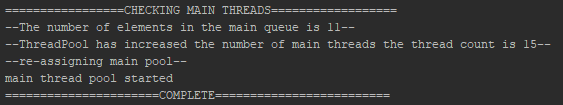 =================CHECKING MAIN THREADS==================
--The number of elements in the main queue is 11--
--ThreadPool has increased the number of main threads the thread count is 15--
--re-assigning main pool--
main thread pool started
======================COMPLETE=========================